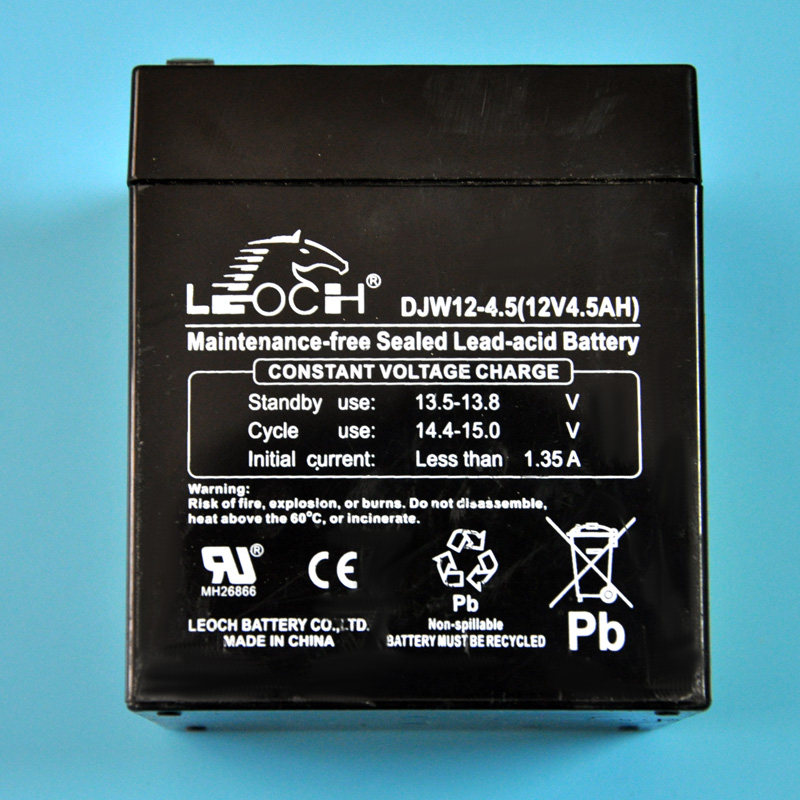 LEOCH®
DJW12-4.5(12V4.5AH)
Maintenance-free Sealed Lead-acid Battery
CONSTANT VOLTAGE CHARGE
Standby use: 13.5-13.8 V
Cycle use: 14.4-15.0 V
Initial current: Less than 1.35 A
Warning:
Risk of fire, explosion, or burns. Do not disassemble,
heat above the 60°C, or incinerate.
RU®
MH26866
CE
Pb
Non-spillable
BATTERY MUST BE RECYCLED
Pb
LEOCH BATTERY CO.,LTD.
MADE IN CHINA